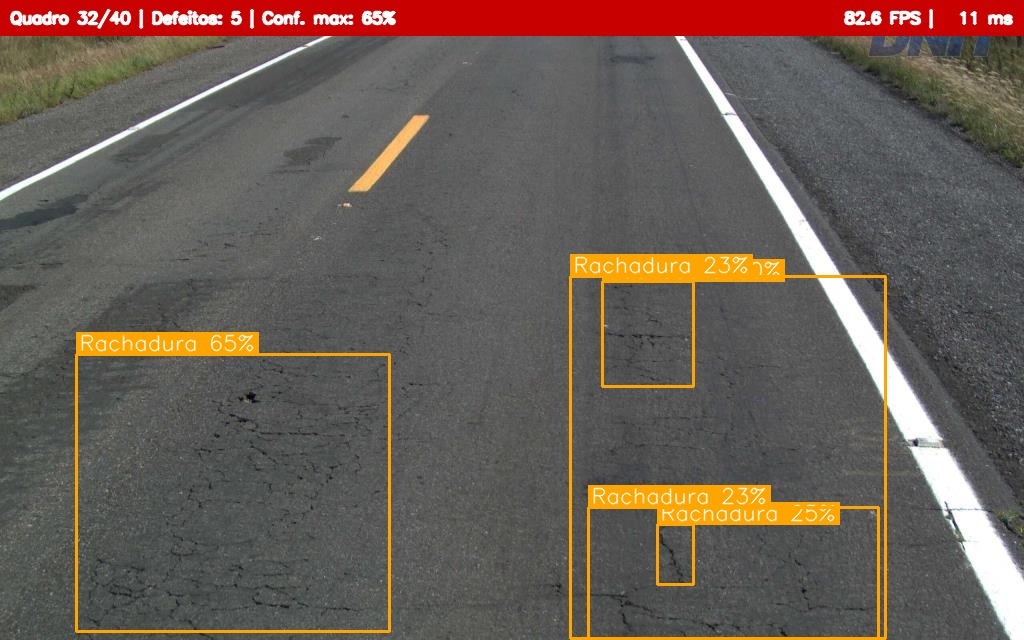 Quadro 32/40 | Defeitos: 5 | Conf. max: 65%
82.6 FPS | 11 ms
DNIT
Rachadura 23%
Rachadura 65%
Rachadura 23%
Rachadura 25%